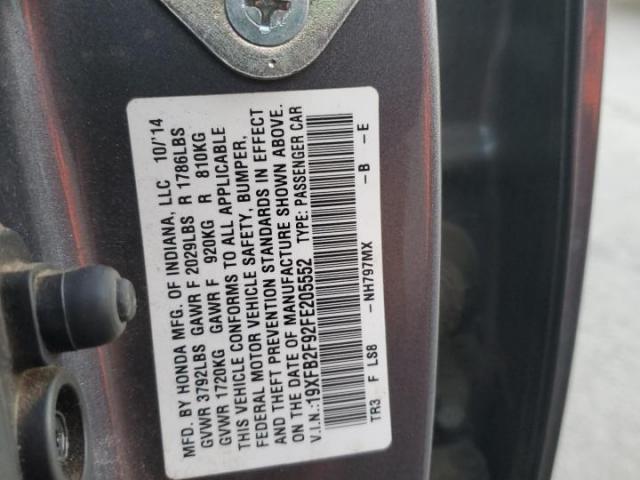 MFD. BY HONDA MFG. OF INDIANA, LLC 10/'14
GVWR 3792LBS GAWR F 2029LBS R 1786LBS
GVWR 1720KG GAWR F 920KG R 810KG
THIS VEHICLE CONFORMS TO ALL APPLICABLE
FEDERAL MOTOR VEHICLE SAFETY, BUMPER,
AND THEFT PREVENTION STANDARDS IN EFFECT
ON THE DATE OF MANUFACTURE SHOWN ABOVE.
V.I.N.:19XFB2F92FE205552 TYPE: PASSENGER CAR
TR3 F LS8 -NH797MX -B -E